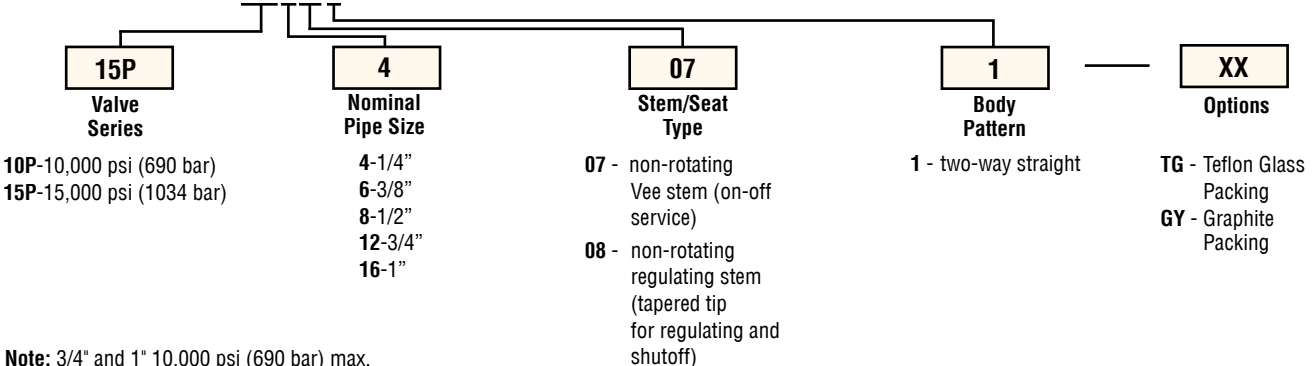 15P
4
07
1
XX
Valve
Series
Nominal
Pipe Size
Stem/Seat
Type
Body
Pattern
Options
10P-10,000 psi (690 bar)
15P-15,000 psi (1034 bar)
4-1/4”
6-3/8”
8-1/2”
12-3/4”
16-1”
07 - non-rotating
Vee stem (on-off
service)
08 - non-rotating
regulating stem
(tapered tip
for regulating and
shutoff)
1 - two-way straight
TG - Teflon Glass
Packing
GY - Graphite
Packing
Note: 3/4" and 1" 10,000 psi (690 bar) max.